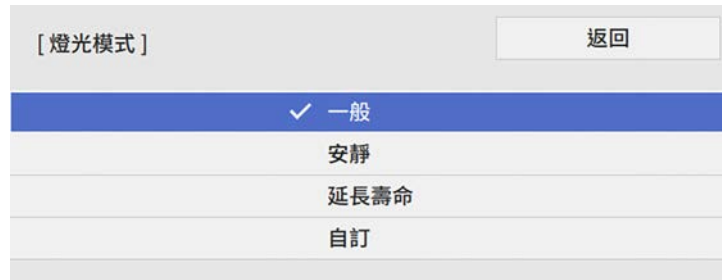 [ 燈光模式 ]
返回
✓ 一般
安靜
延長壽命
自訂